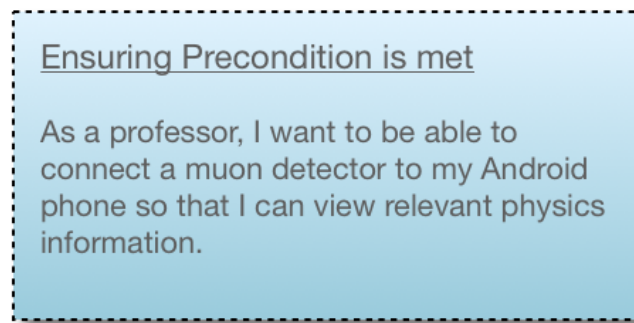 Ensuring Precondition is met
As a professor, I want to be able to
connect a muon detector to my Android
phone so that I can view relevant physics
information.